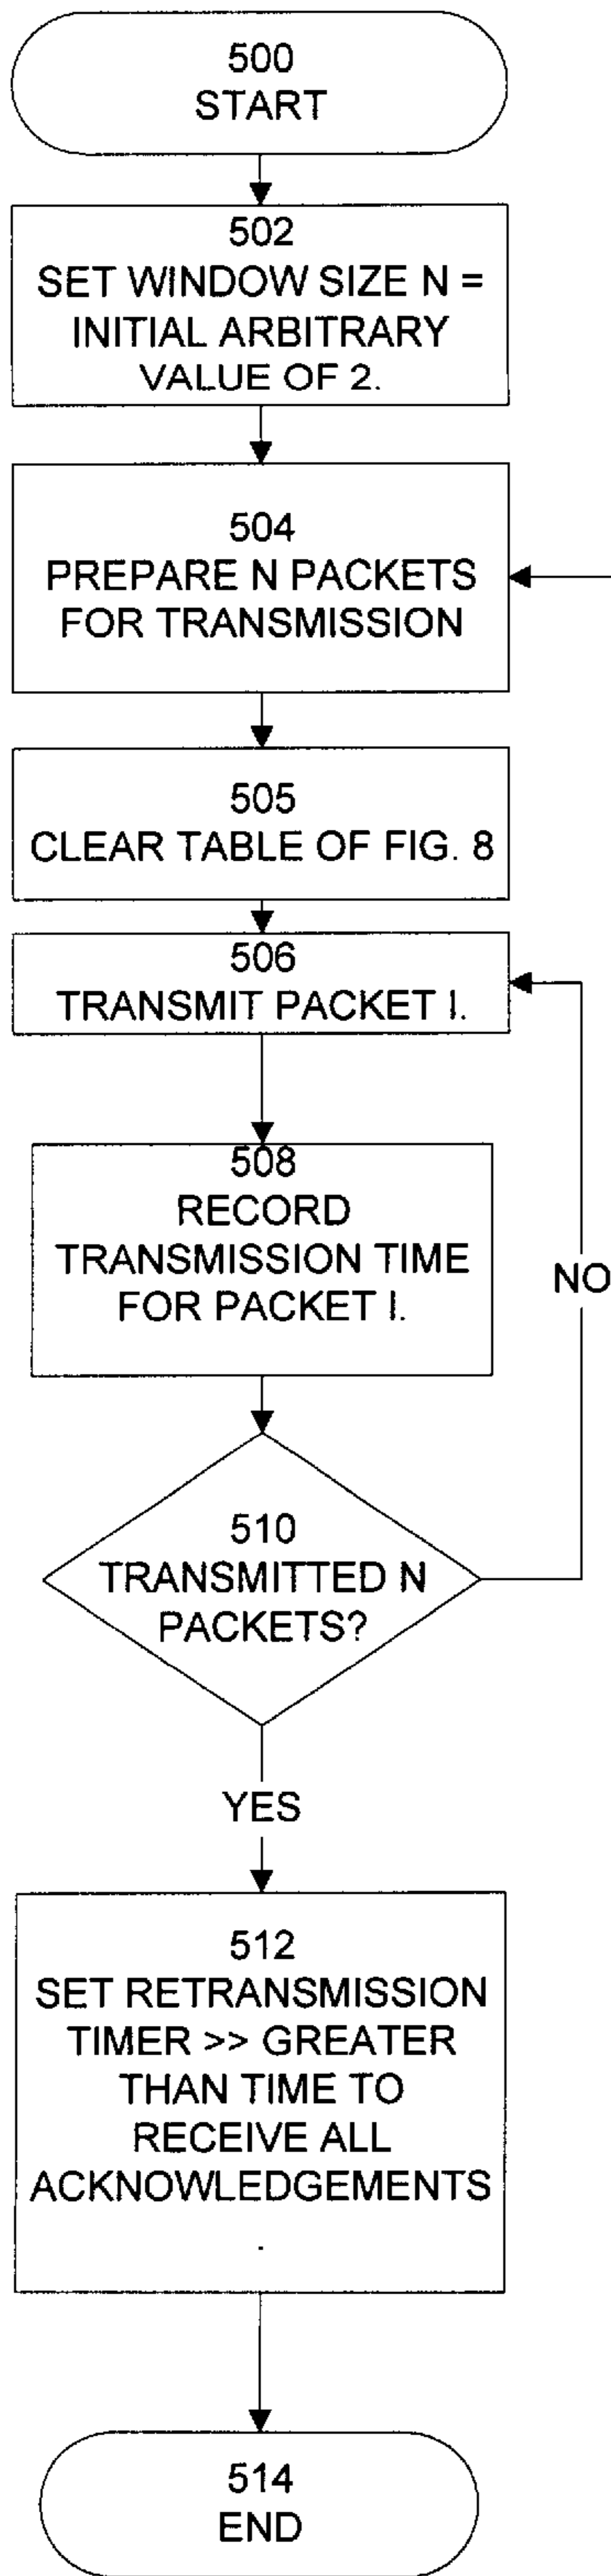 500
START
502
SET WINDOW SIZE N =
INITIAL ARBITRARY
VALUE OF 2.
504
PREPARE N PACKETS
FOR TRANSMISSION
505
CLEAR TABLE OF FIG. 8
506
TRANSMIT PACKET I.
508
RECORD
TRANSMISSION TIME
FOR PACKET I.
NO
510
TRANSMITTED N
PACKETS?
YES
512
SET RETRANSMISSION
TIMER >> GREATER
THAN TIME TO
RECEIVE ALL
ACKNOWLEDGEMENTS
.
514
END